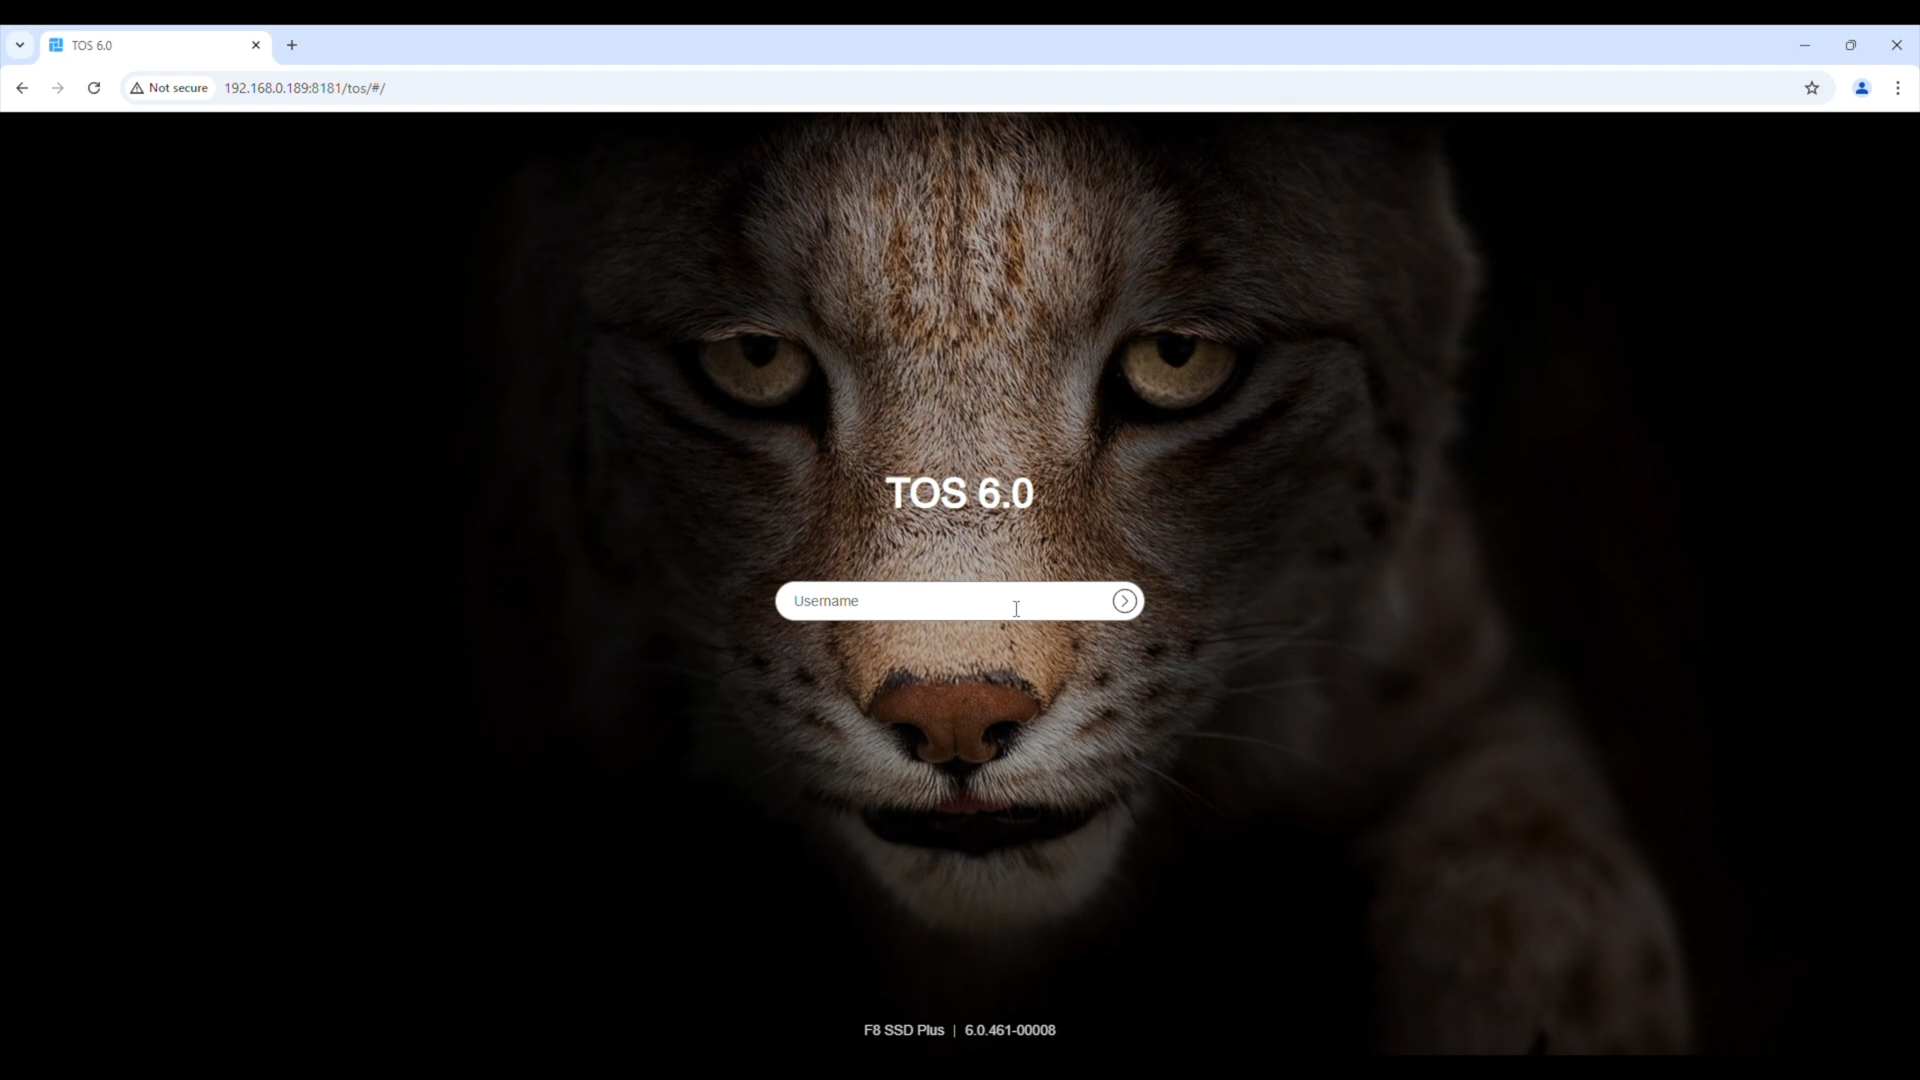 TOS 6.0
Not secure
192.168.0.189:8181/tos/#/
TOS 6.0
Username
F8 SSD Plus | 6.0.461-00008